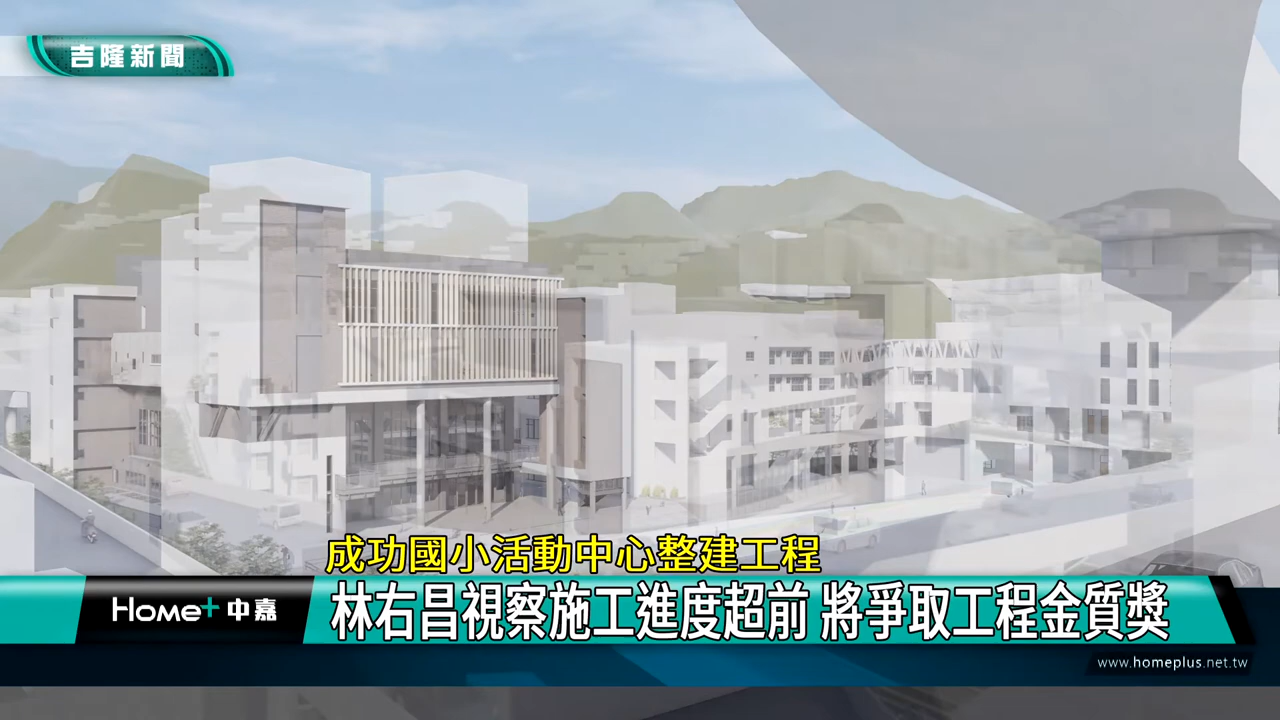 吉隆新聞
成功國小活動中心整建工程
Home+ 中嘉
林右昌視察施工進度超前 將爭取工程金質獎
www.homeplus.net.tw